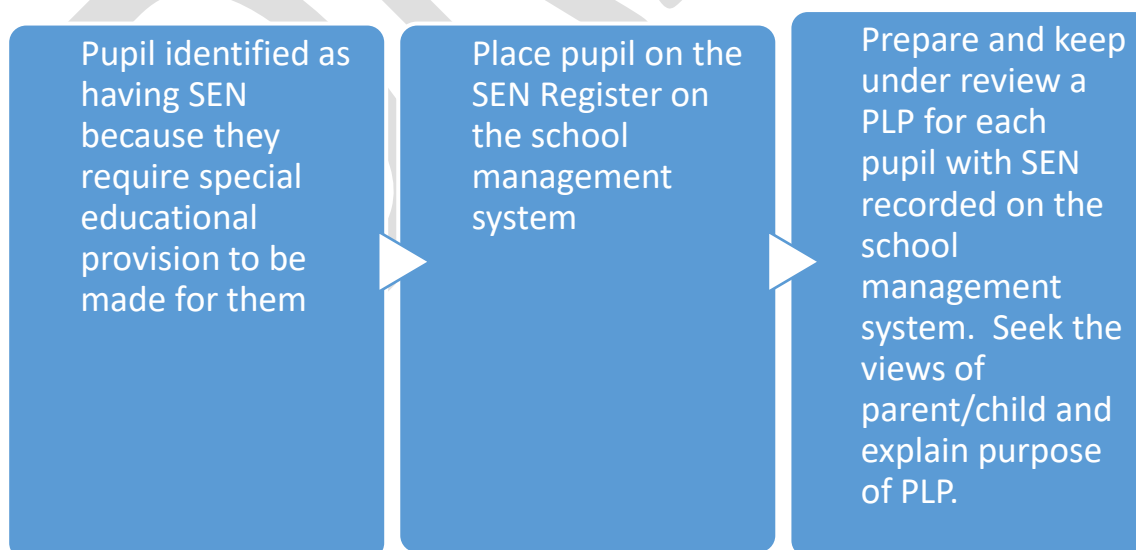 Pupil identified as
having SEN
because they
require special
educational
provision to be
made for them
Place pupil on the
SEN Register on
the school
management
system
Prepare and keep
under review a
PLP for each
pupil with SEN
recorded on the
school
management
system.  Seek the
views of
parent/child and
explain purpose
of PLP.